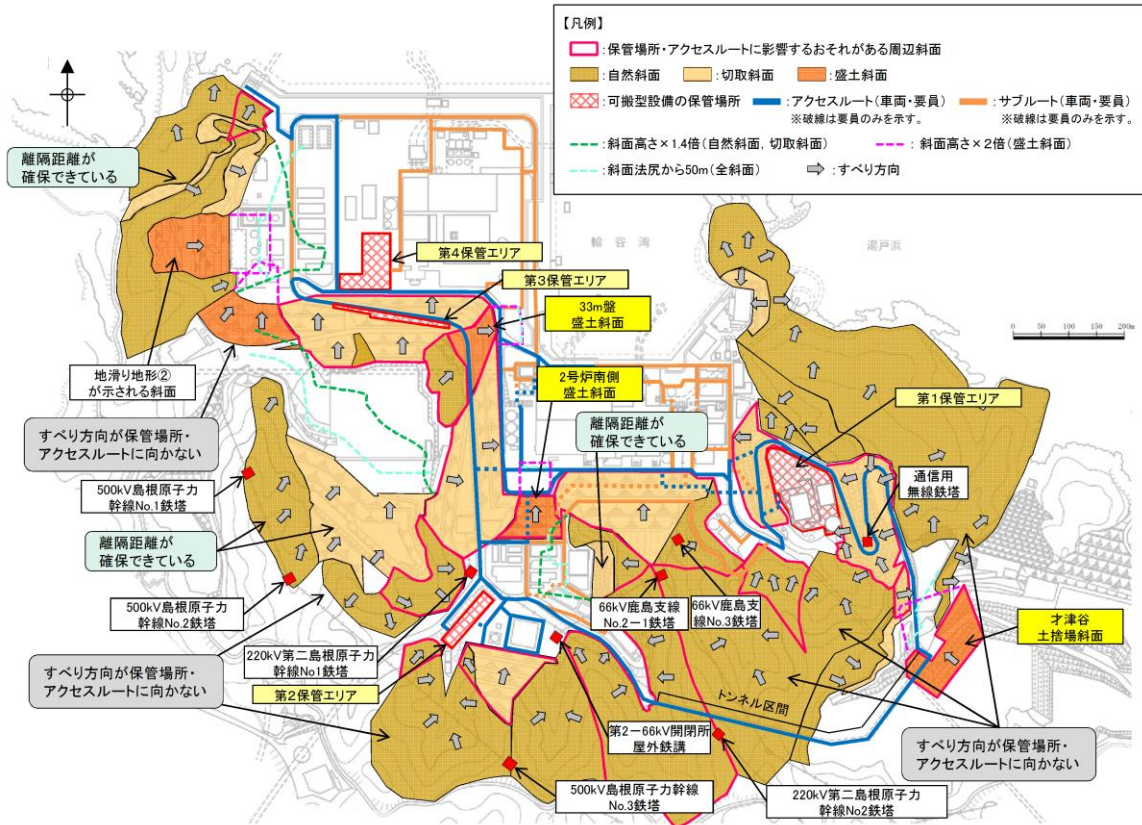 【凡例】
:保管場所・アクセスルートに影響するおそれがある周辺斜面
:自然斜面 :切取斜面 :盛土斜面
:可搬型設備の保管場所 :アクセスルート(車両・要員) :サブルート(車両・要員)
※破線は要員のみを示す。 ※破線は要員のみを示す。
:斜面高さ×1.4倍(自然斜面,切取斜面) :斜面高さ×2倍(盛土斜面)
:斜面法尻から50m(全斜面) :すべり方向
離隔距離が
確保できている
輪谷湾
湯戸浜
第4保管エリア
第3保管エリア
33m盤
盛土斜面
0 50 100 150 200m
地滑り地形②
が示される斜面
2号炉南側
盛土斜面
第1保管エリア
離隔距離が
確保できている
すべり方向が保管場所・
アクセスルートに向かない
通信用
無線鉄塔
500kV島根原子力
幹線No.1鉄塔
離隔距離が
確保できている
500kV島根原子力
幹線No.2鉄塔
66kV鹿島支線
No.2-1鉄塔
66kV鹿島支
線No.3鉄塔
才津谷
土捨場斜面
220kV第二島根原子力
幹線No1鉄塔
すべり方向が保管場所・
アクセスルートに向かない
第2保管エリア
トンネル区間
第2-66kV開閉所
屋外鉄講
すべり方向が保管場所・
アクセスルートに向かない
500kV島根原子力幹線
No.3鉄塔
220kV第二島根原子力
幹線No2鉄塔